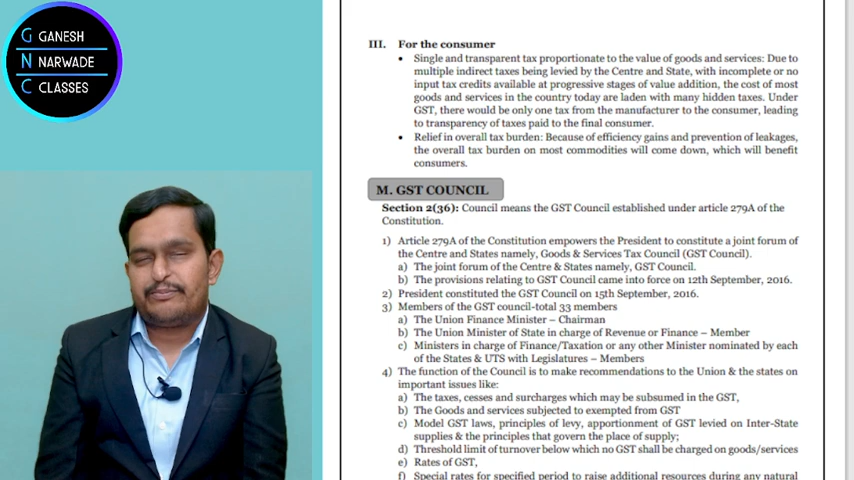 G GANESH
N NARWADE
C CLASSES
III. For the consumer
• Single and transparent tax proportionate to the value of goods and services: Due to
multiple indirect taxes being levied by the Centre and State, with incomplete or no
input tax credits available at progressive stages of value addition, the cost of most
goods and services in the country today are laden with many hidden taxes. Under
GST, there would be only one tax from the manufacturer to the consumer, leading
to transparency of taxes paid to the final consumer.
• Relief in overall tax burden: Because of efficiency gains and prevention of leakages,
the overall tax burden on most commodities will come down, which will benefit
consumers.
M. GST COUNCIL
Section 2(36): Council means the GST Council established under article 279A of the
Constitution.
1) Article 279A of the Constitution empowers the President to constitute a joint forum of
the Centre and States namely, Goods & Services Tax Council (GST Council).
a) The joint forum of the Centre & States namely, GST Council.
b) The provisions relating to GST Council came into force on 12th September, 2016.
2) President constituted the GST Council on 15th September, 2016.
3) Members of the GST council-total 33 members
a) The Union Finance Minister – Chairman
b) The Union Minister of State in charge of Revenue or Finance – Member
c) Ministers in charge of Finance/Taxation or any other Minister nominated by each
of the States & UTS with Legislatures – Members
4) The function of the Council is to make recommendations to the Union & the states on
important issues like:
a) The taxes, cesses and surcharges which may be subsumed in the GST,
b) The Goods and services subjected to exempted from GST
c) Model GST laws, principles of levy, apportionment of GST levied on Inter-State
supplies & the principles that govern the place of supply;
d) Threshold limit of turnover below which no GST shall be charged on goods/services
e) Rates of GST,
f) Special rates for specified period to raise additional resources during any natural